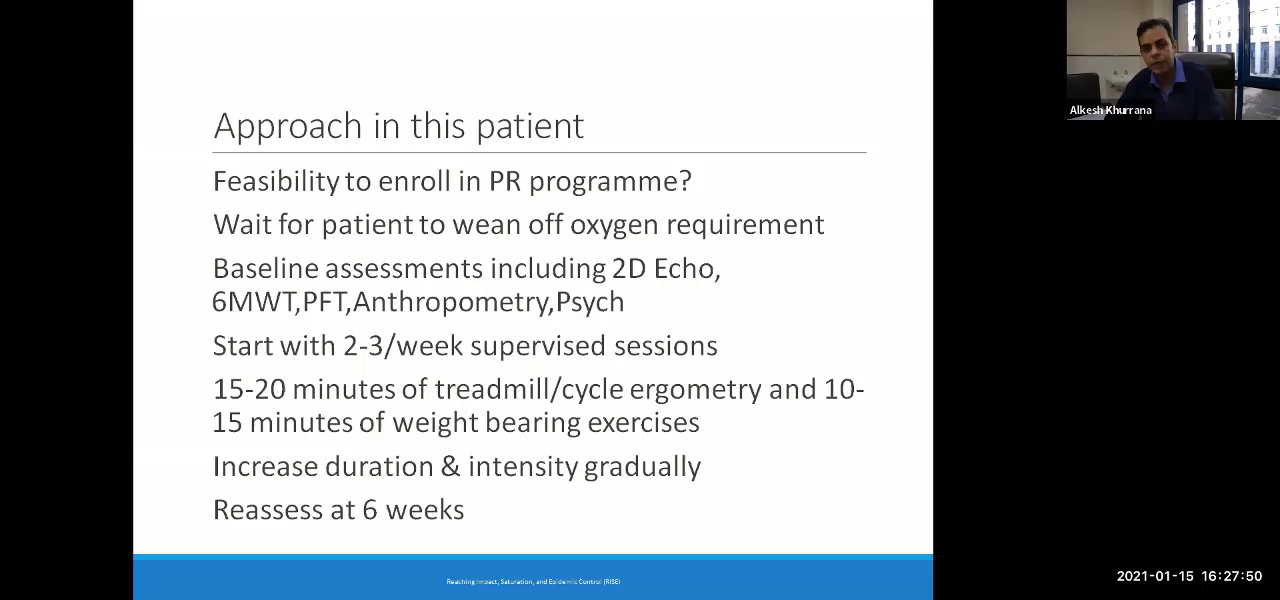 Approach in this patient
Feasibility to enroll in PR programme?
Wait for patient to wean off oxygen requirement
Baseline assessments including 2D Echo,
6MWT,PFT,Anthropometry,Psych
Start with 2-3/week supervised sessions
15-20 minutes of treadmill/cycle ergometry and 10-
15 minutes of weight bearing exercises
Increase duration & intensity gradually
Reassess at 6 weeks
Reaching Impact, Saturation, and Epidemic Control (RISE)
Alkesh Khurrana
2021-01-15 16:27:50